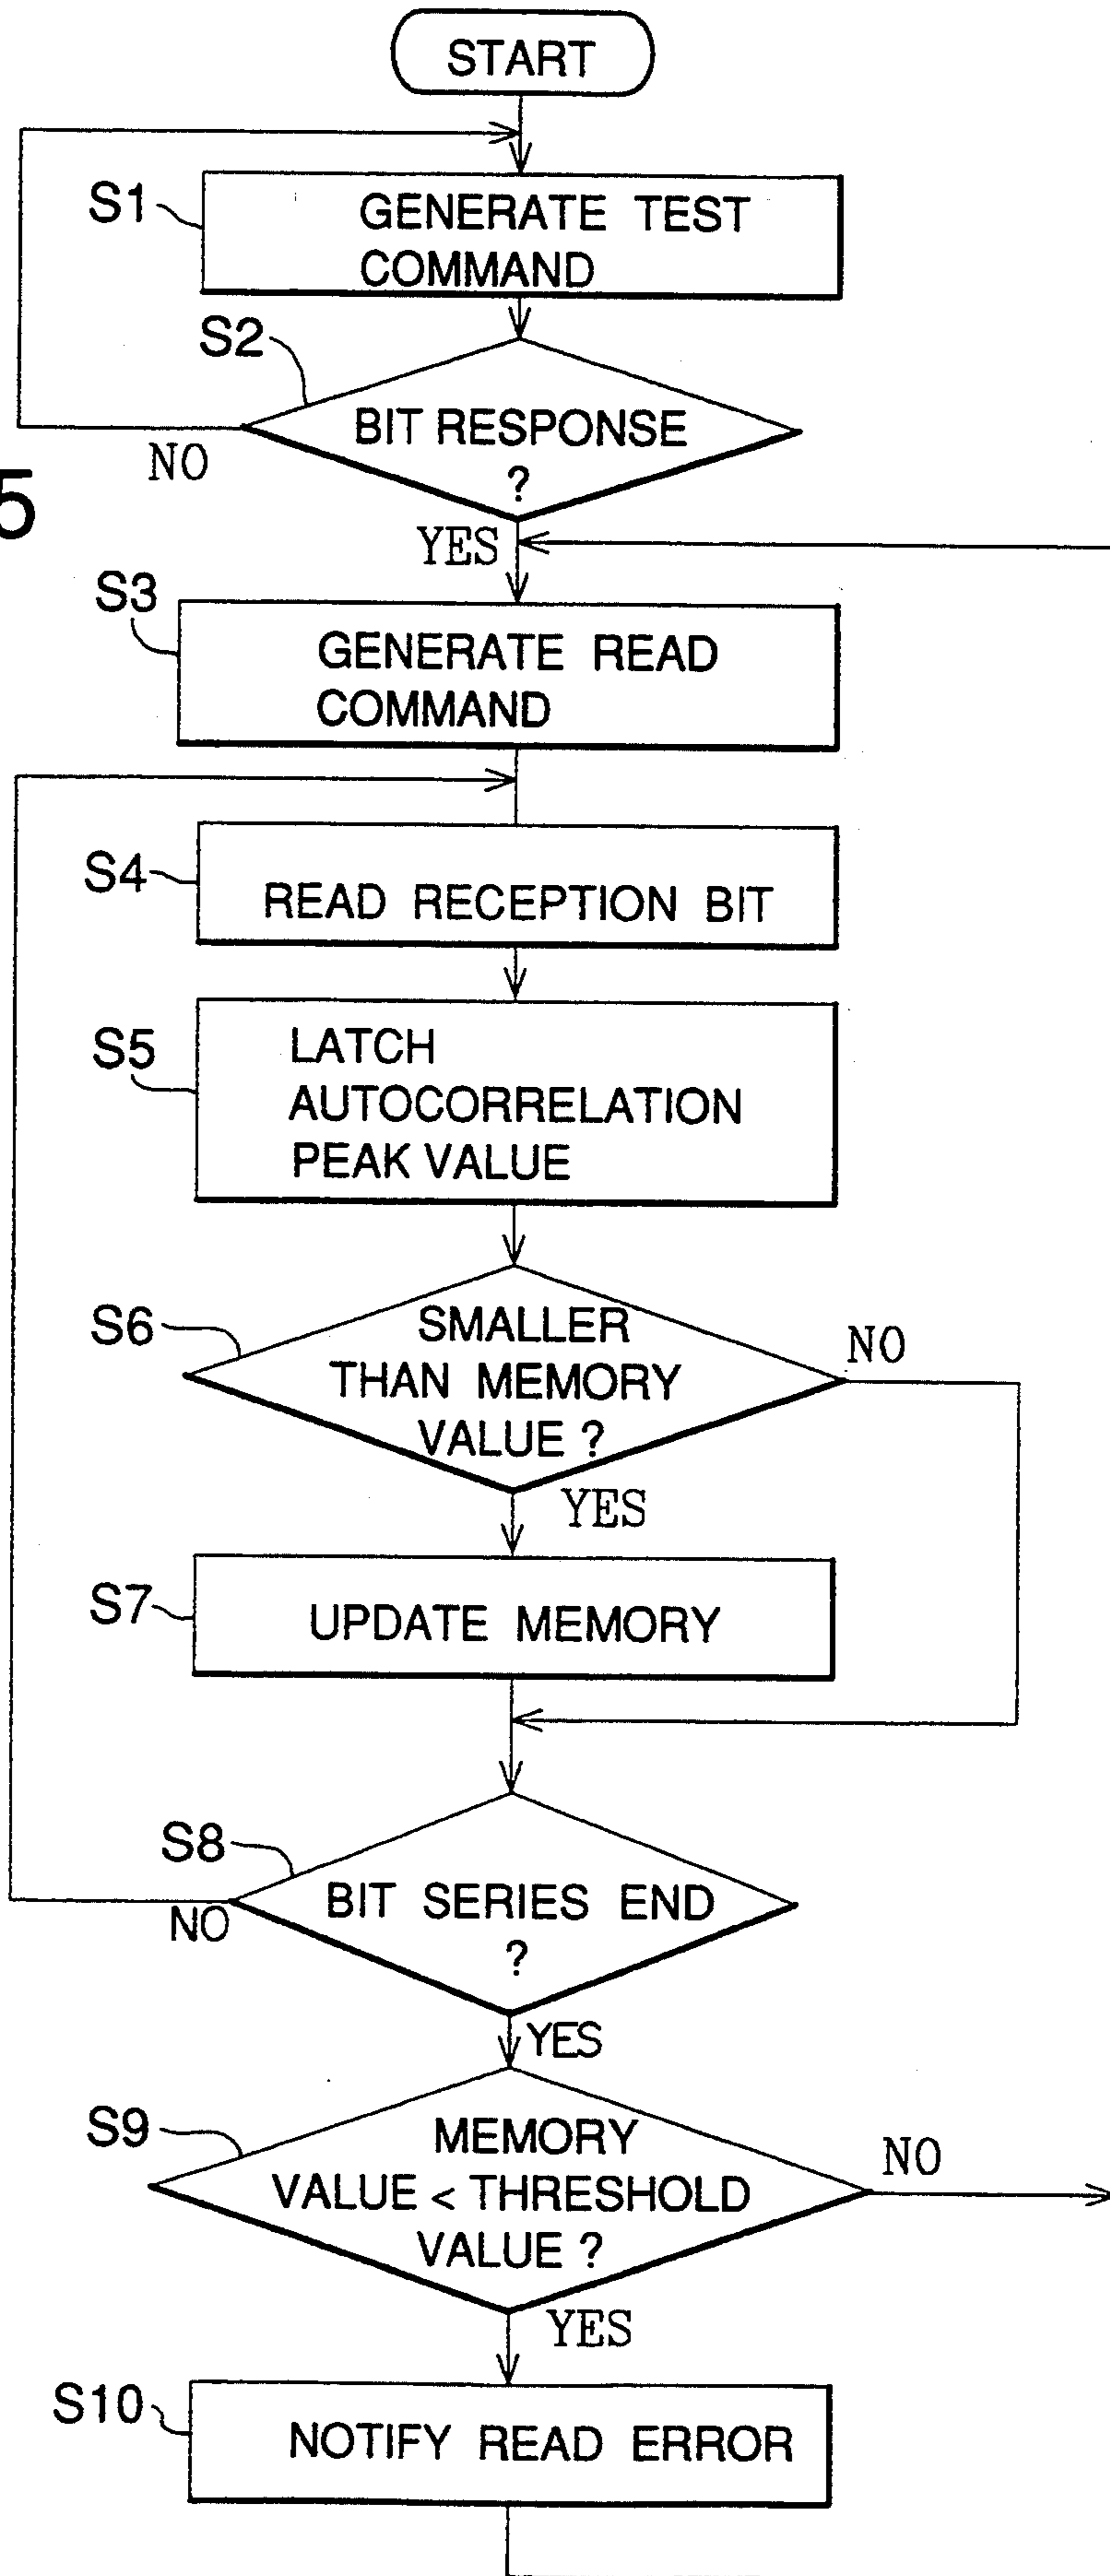 START
S1
GENERATE TEST
COMMAND
S2
BIT RESPONSE
?
NO
5
YES
S3
GENERATE READ
COMMAND
S4
READ RECEPTION BIT
S5
LATCH
AUTOCORRELATION
PEAK VALUE
S6
SMALLER
THAN MEMORY
VALUE ?
NO
YES
S7
UPDATE MEMORY
S8
BIT SERIES END
?
NO
YES
S9
MEMORY
VALUE < THRESHOLD
VALUE ?
NO
YES
S10
NOTIFY READ ERROR